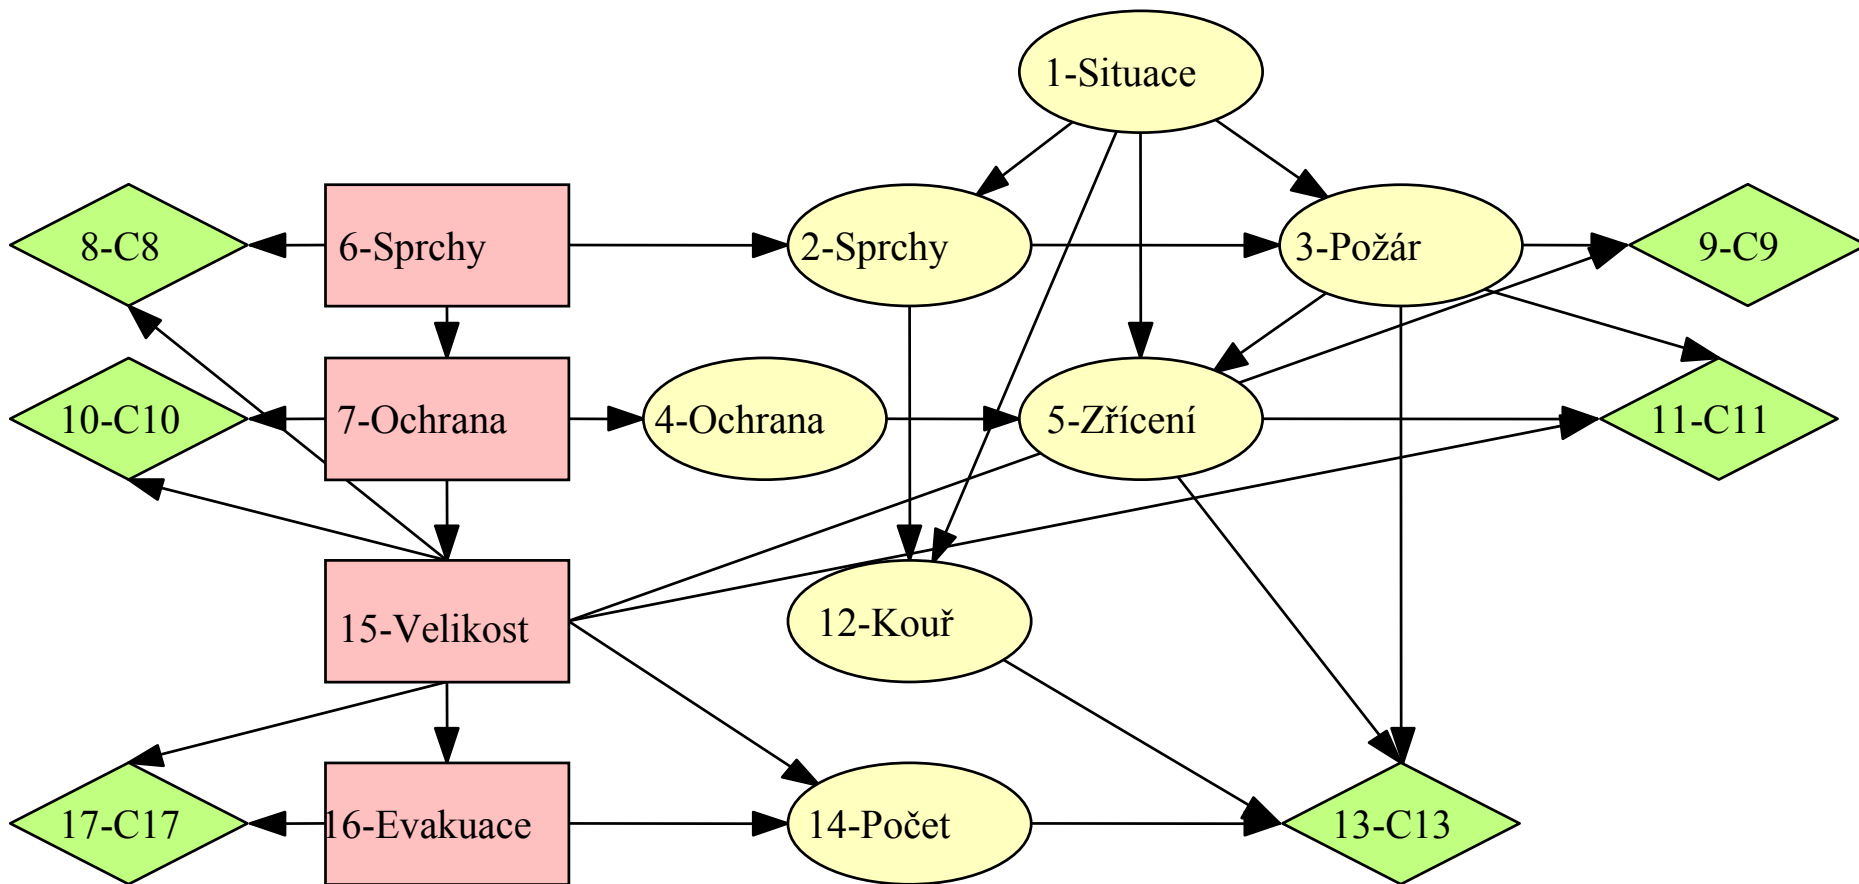 1-Situace
8-C8
6-Sprchy
2-Sprchy
3-Požár
9-C9
10-C10
7-Ochrana
4-Ochrana
5-Zřícení
11-C11
15-Velikost
12-Kouř
17-C17
16-Evakuace
14-Počet
13-C13